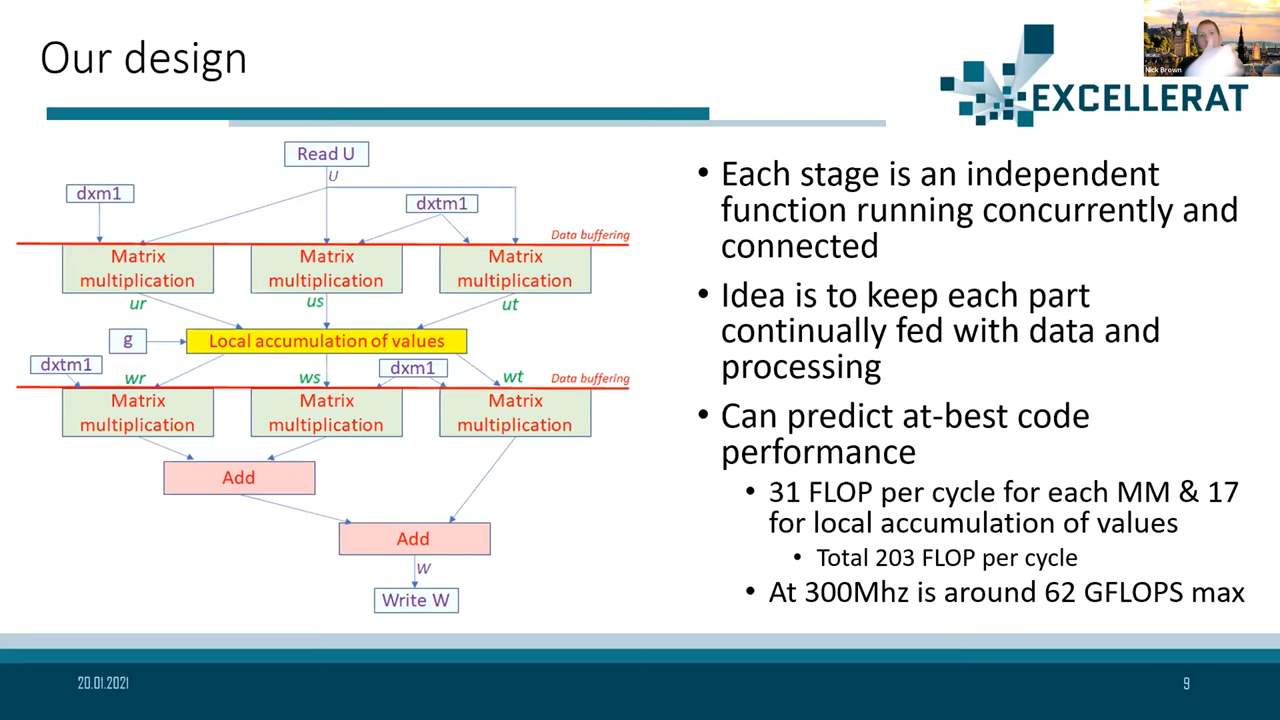 Our design
Nick Brown
EXCELLERAT
Read U
U
dxm1
dxtm1
Data buffering
Matrix
multiplication
Matrix
multiplication
Matrix
multiplication
ur
us
ut
g
Local accumulation of values
dxtm1
wr
ws
dxm1
wt
Data buffering
Matrix
multiplication
Matrix
multiplication
Matrix
multiplication
Add
Add
W
Write W
• Each stage is an independent
function running concurrently and
connected
• Idea is to keep each part
continually fed with data and
processing
• Can predict at-best code
performance
• 31 FLOP per cycle for each MM & 17
for local accumulation of values
• Total 203 FLOP per cycle
• At 300Mhz is around 62 GFLOPS max
20.01.2021
9